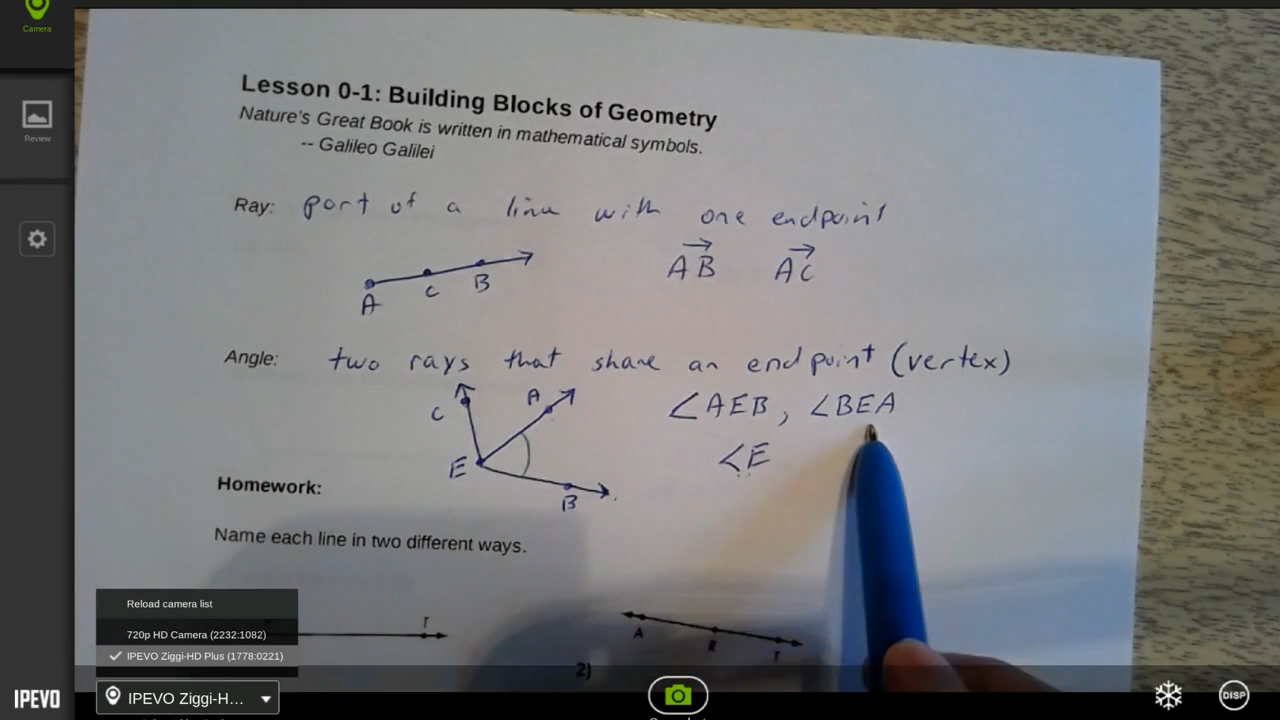 Camera
Review
Lesson 0-1: Building Blocks of Geometry
Nature's Great Book is written in mathematical symbols.
-- Galileo Galilei
Ray: part of a line with one endpoint
AB AC
A C B
Angle: two rays that share an endpoint (vertex)
C A ∠AEB, ∠BEA
E ∠E
B
Homework:
Name each line in two different ways.
T
A R T
2)
Reload camera list
720p HD Camera (2232:1082)
IPEVO Ziggi-HD Plus (1778:0221)
IPEVO
IPEVO Ziggi-H...
DISP